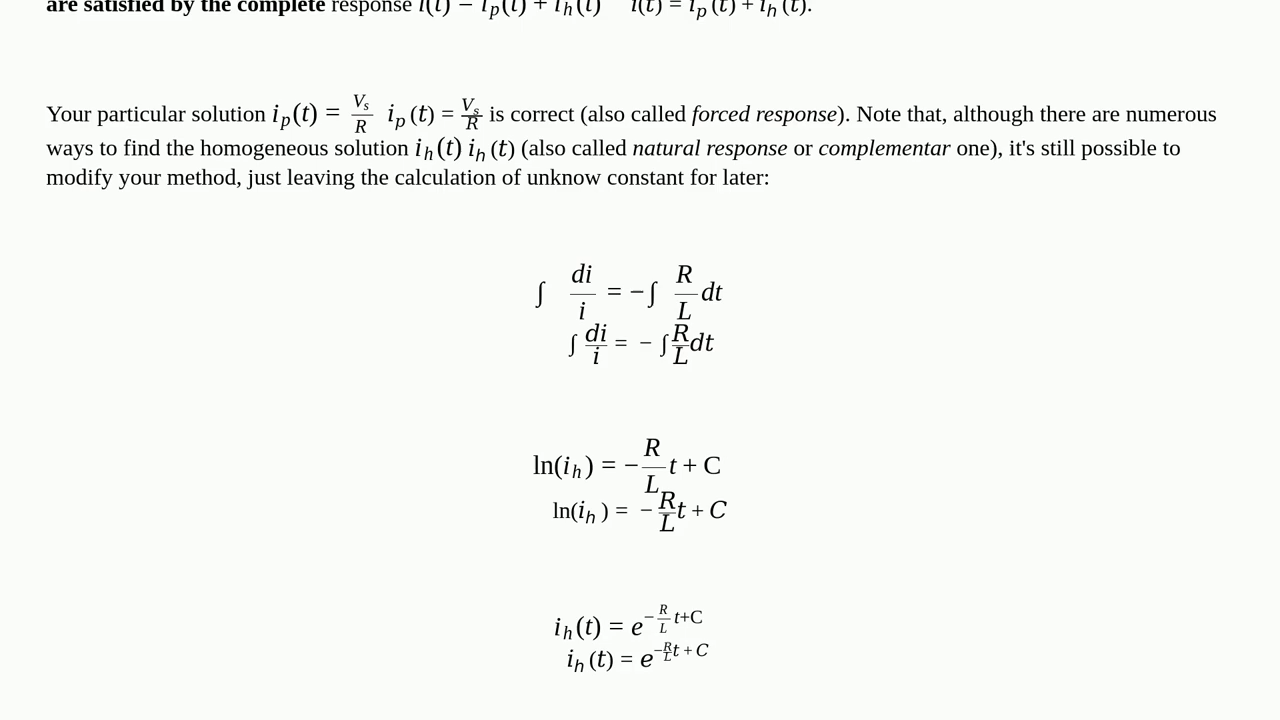 are satisfied by the complete response i(t) = i_p(t) + i_h(t) i(t) = i_p(t) + i_h(t).
Your particular solution i_p(t) = V_s/R i_p(t) = V_s/R is correct (also called forced response). Note that, although there are numerous
ways to find the homogeneous solution i_h(t) i_h(t) (also called natural response or complementar one), it's still possible to
modify your method, just leaving the calculation of unknow constant for later:
∫ di/i = −∫ R/L dt
∫ di/i = − ∫ R/L dt
ln(i_h) = −R/L t + C
ln(i_h) = − R/L t + C
i_h(t) = e^{−R/L t+C}
i_h(t) = e^{−R/L t + C}